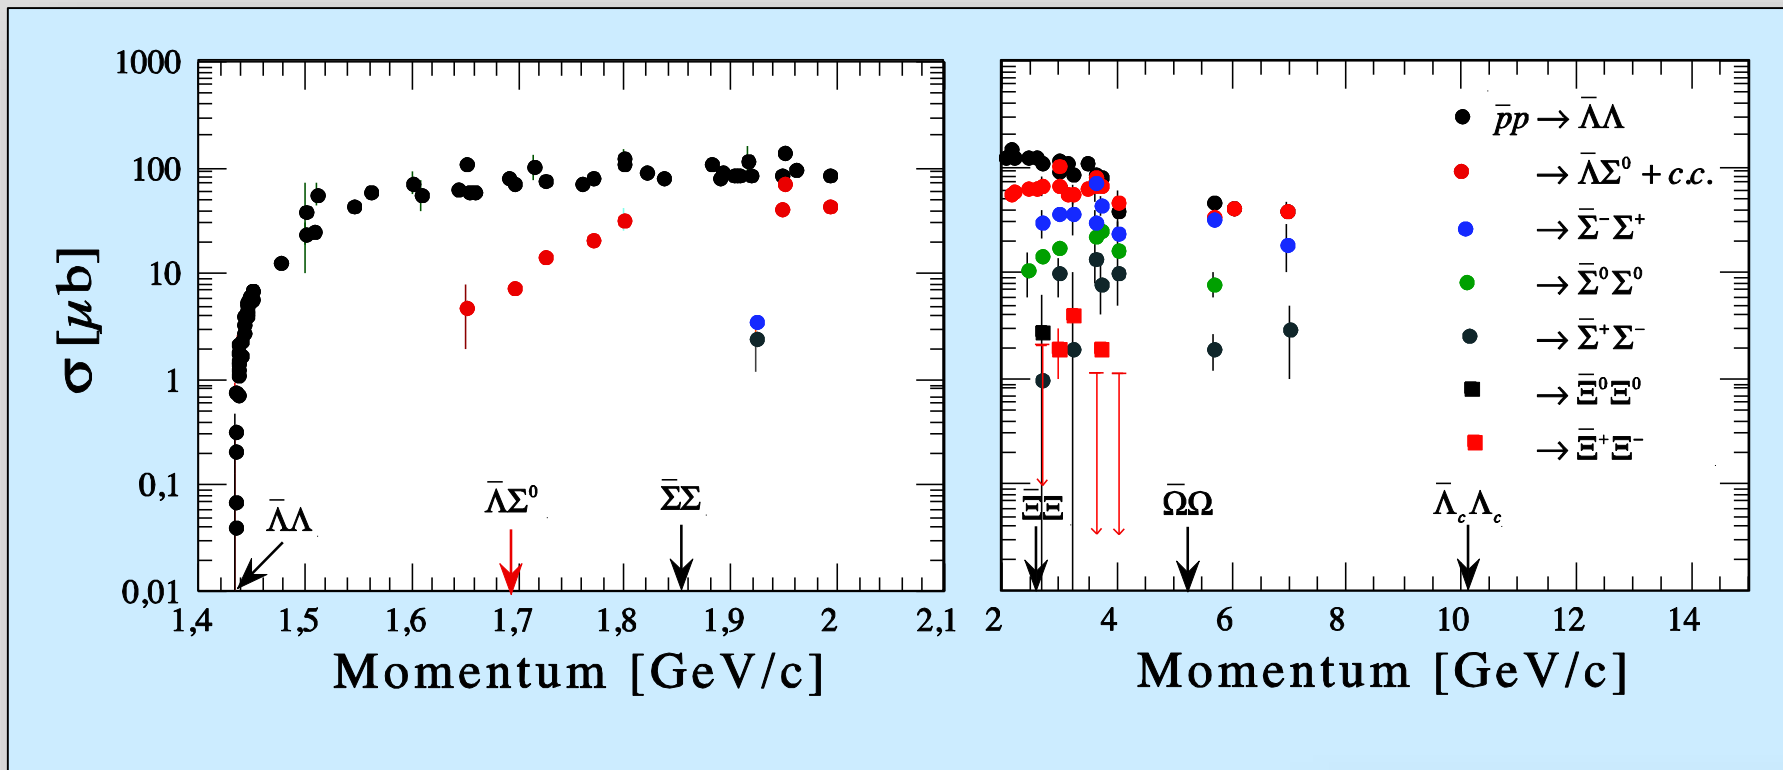 1000
100
10
1
0.1
0,01
σ [μb]
Λ̄Λ
Λ̄Σ⁰
Σ̄Σ
1,4 1,5 1,6 1,7 1,8 1,9 2 2,1
Momentum [GeV/c]
p̄p → Λ̄Λ
→ Λ̄Σ⁰ + c.c.
→ Σ̄⁻Σ⁺
→ Σ̄⁰Σ⁰
→ Σ̄⁺Σ⁻
→ Ξ̄⁰Ξ⁰
→ Ξ̄⁺Ξ⁻
Ξ̄Ξ
Ω̄Ω
Λ̄cΛc
2 4 6 8 10 12 14
Momentum [GeV/c]